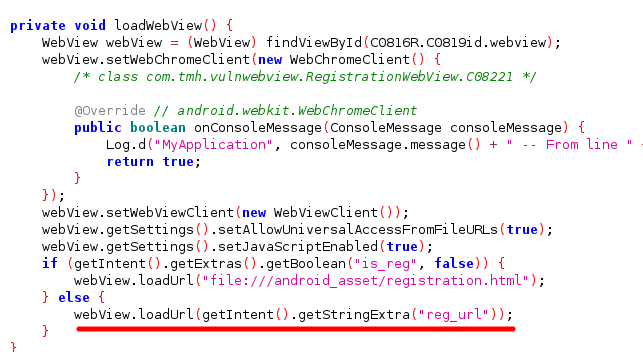 private void loadWebView() {
    WebView webView = (WebView) findViewById(C0816R.C0819id.webview);
    webView.setWebChromeClient(new WebChromeClient() {
        /* class com.tmh.vulnwebview.RegistrationWebView.C08221 */

        @Override // android.webkit.WebChromeClient
        public boolean onConsoleMessage(ConsoleMessage consoleMessage) {
            Log.d("MyApplication", consoleMessage.message() + " -- From line " +
            return true;
        }
    });
    webView.setWebViewClient(new WebViewClient());
    webView.getSettings().setAllowUniversalAccessFromFileURLs(true);
    webView.getSettings().setJavaScriptEnabled(true);
    if (getIntent().getExtras().getBoolean("is_reg", false)) {
        webView.loadUrl("file:///android_asset/registration.html");
    } else {
        webView.loadUrl(getIntent().getStringExtra("reg_url"));
    }
}